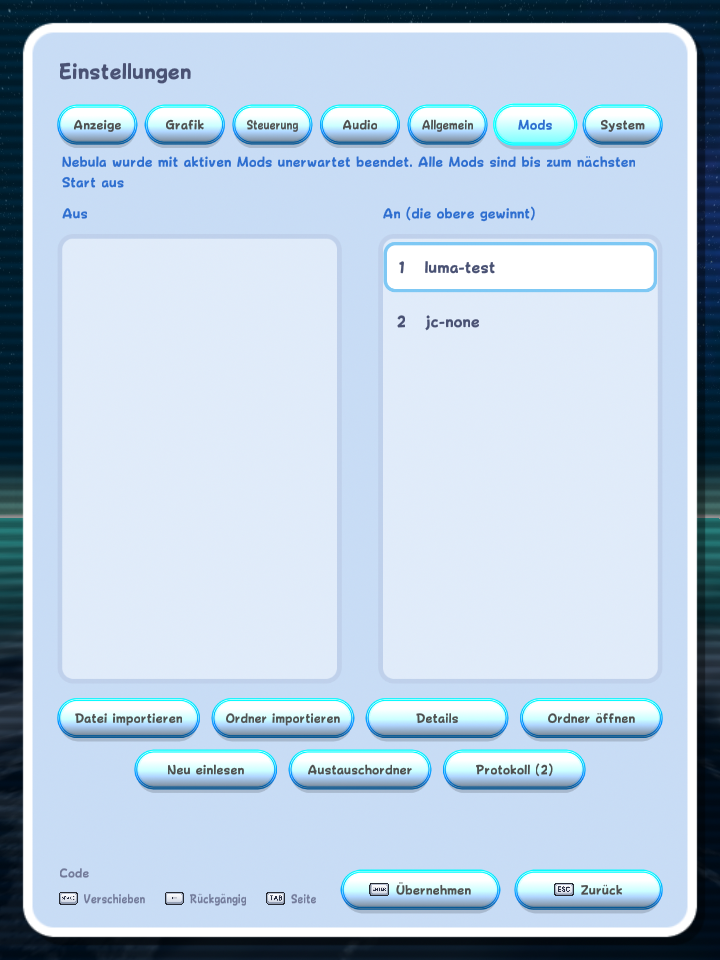 Einstellungen
Anzeige
Grafik
Steuerung
Audio
Allgemein
Mods
System
Nebula wurde mit aktiven Mods unerwartet beendet. Alle Mods sind bis zum nächsten
Start aus
Aus
An (die obere gewinnt)
1 luma-test
2 jc-none
Datei importieren
Ordner importieren
Details
Ordner öffnen
Neu einlesen
Austauschordner
Protokoll (2)
Code
Verschieben
Rückgängig
TAB Seite
Übernehmen
ESC Zurück